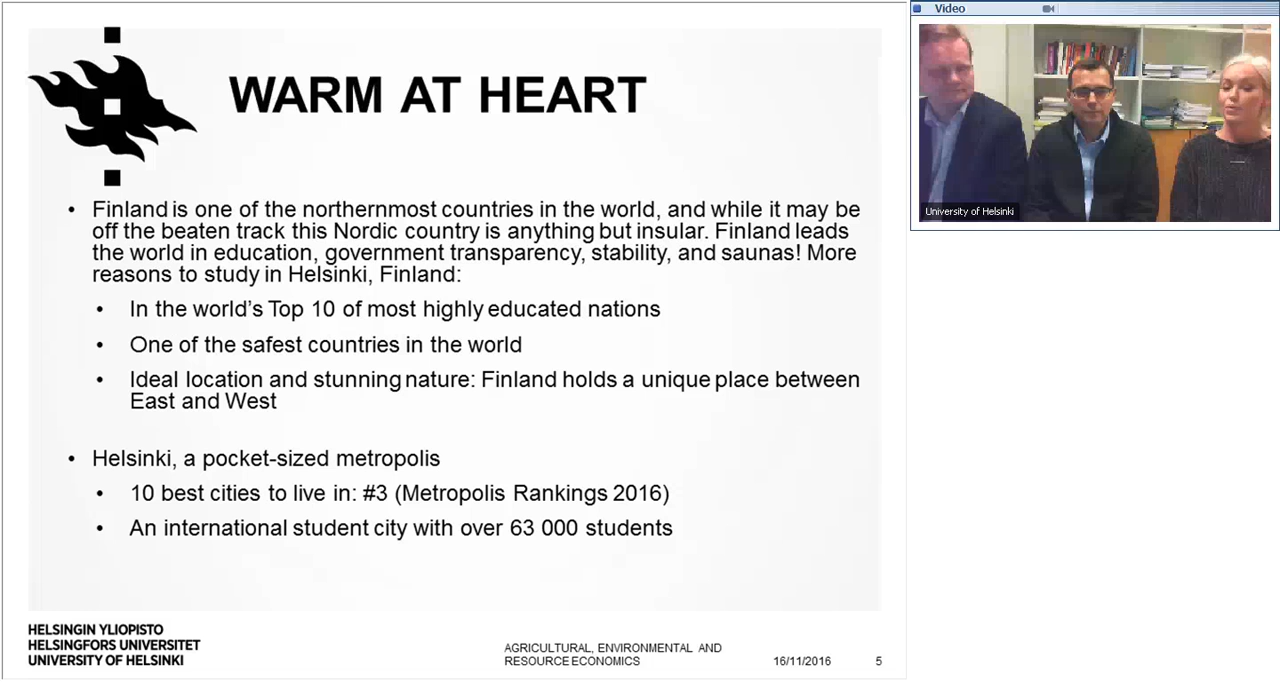 Video
University of Helsinki
WARM AT HEART
• Finland is one of the northernmost countries in the world, and while it may be
off the beaten track this Nordic country is anything but insular. Finland leads
the world in education, government transparency, stability, and saunas! More
reasons to study in Helsinki, Finland:
• In the world’s Top 10 of most highly educated nations
• One of the safest countries in the world
• Ideal location and stunning nature: Finland holds a unique place between
East and West
• Helsinki, a pocket-sized metropolis
• 10 best cities to live in: #3 (Metropolis Rankings 2016)
• An international student city with over 63 000 students
HELSINGIN YLIOPISTO
HELSINGFORS UNIVERSITET
UNIVERSITY OF HELSINKI
AGRICULTURAL, ENVIRONMENTAL AND
RESOURCE ECONOMICS
16/11/2016
5